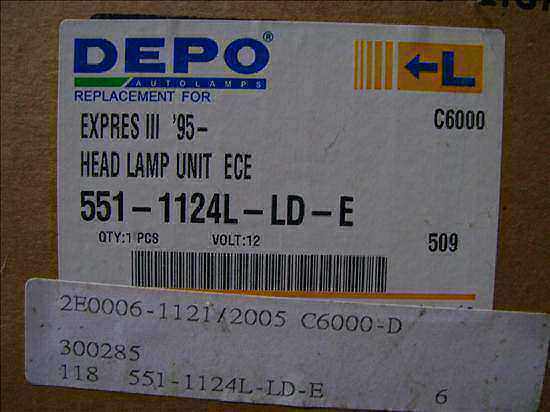 DEPO
AUTOLAMPS
REPLACEMENT FOR
←L
EXPRES III '95-
C6000
HEAD LAMP UNIT ECE
551-1124L-LD-E
QTY:1 PCS VOLT:12
509
2E0006-1121/2005 C6000-D
300285
118 551-1124L-LD-E 6